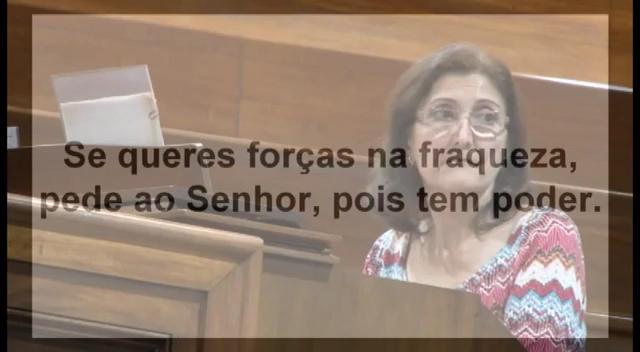 Se queres forças na fraqueza,
pede ao Senhor, pois tem poder.